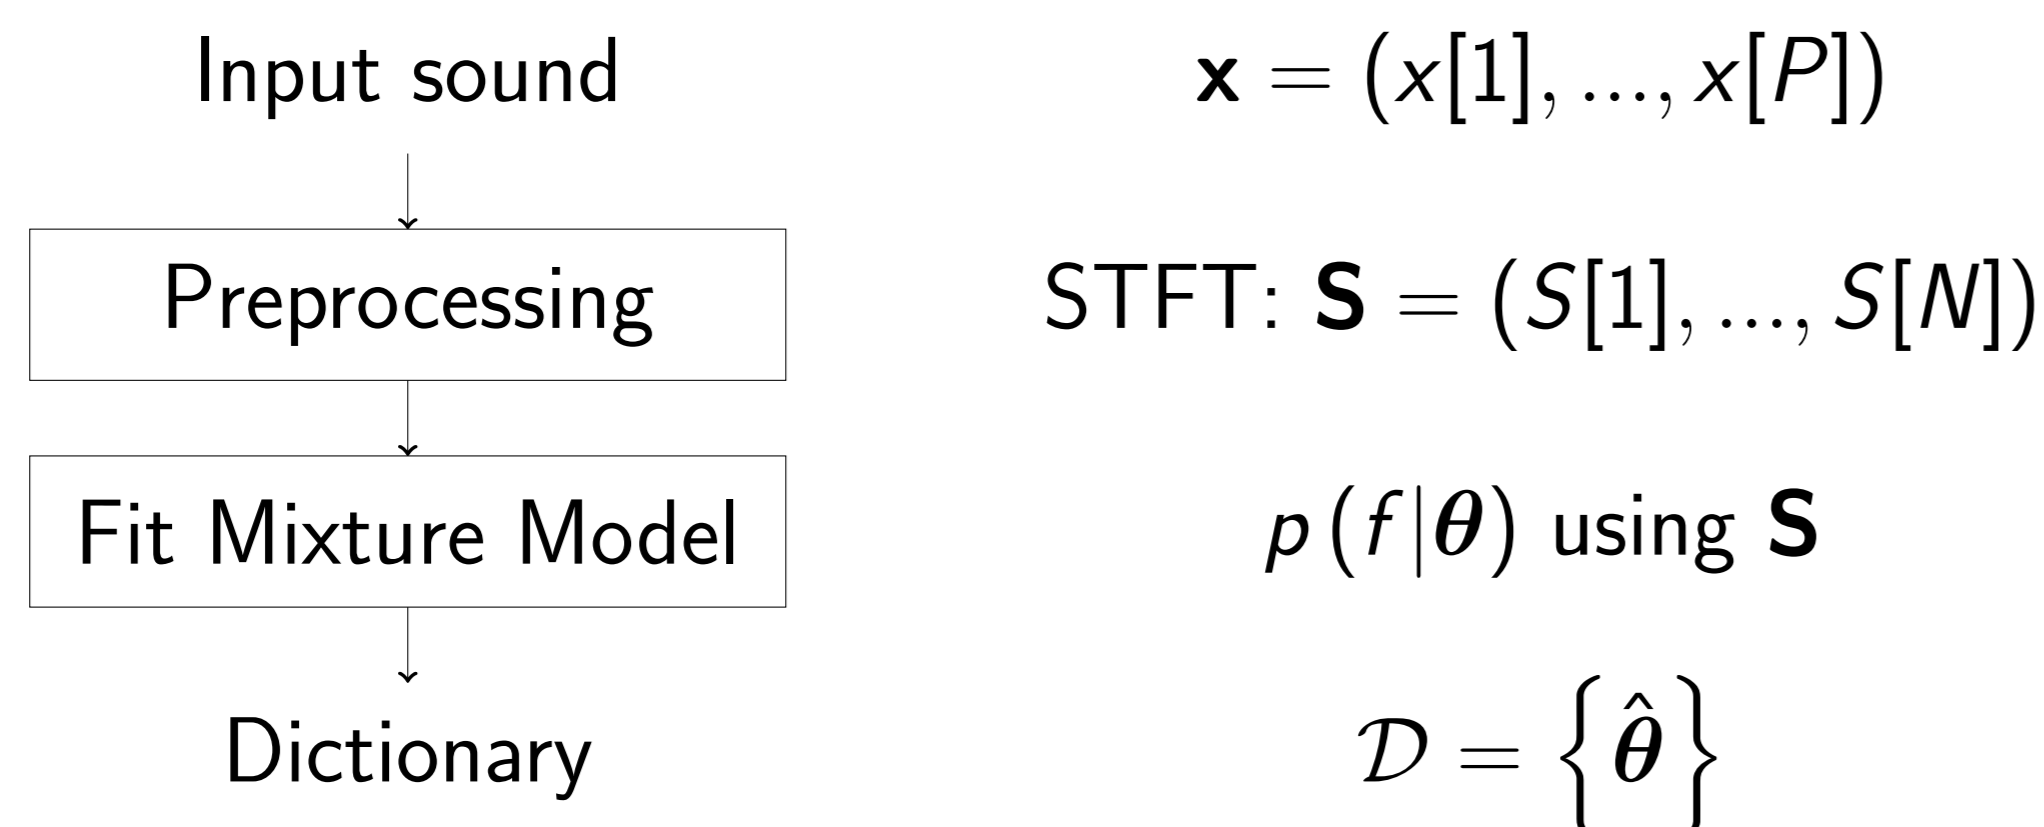 Input sound
x = (x[1], ..., x[P])
Preprocessing
STFT: S = (S[1], ..., S[N])
Fit Mixture Model
p (f|θ) using S
Dictionary
𝒟 = {θ̂}